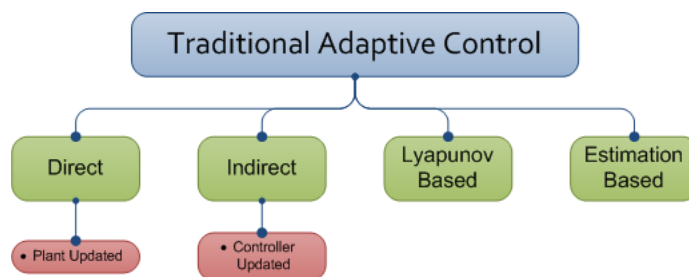 Traditional Adaptive Control
Direct
Indirect
Lyapunov
Based
Estimation
Based
• Plant Updated
• Controller
Updated